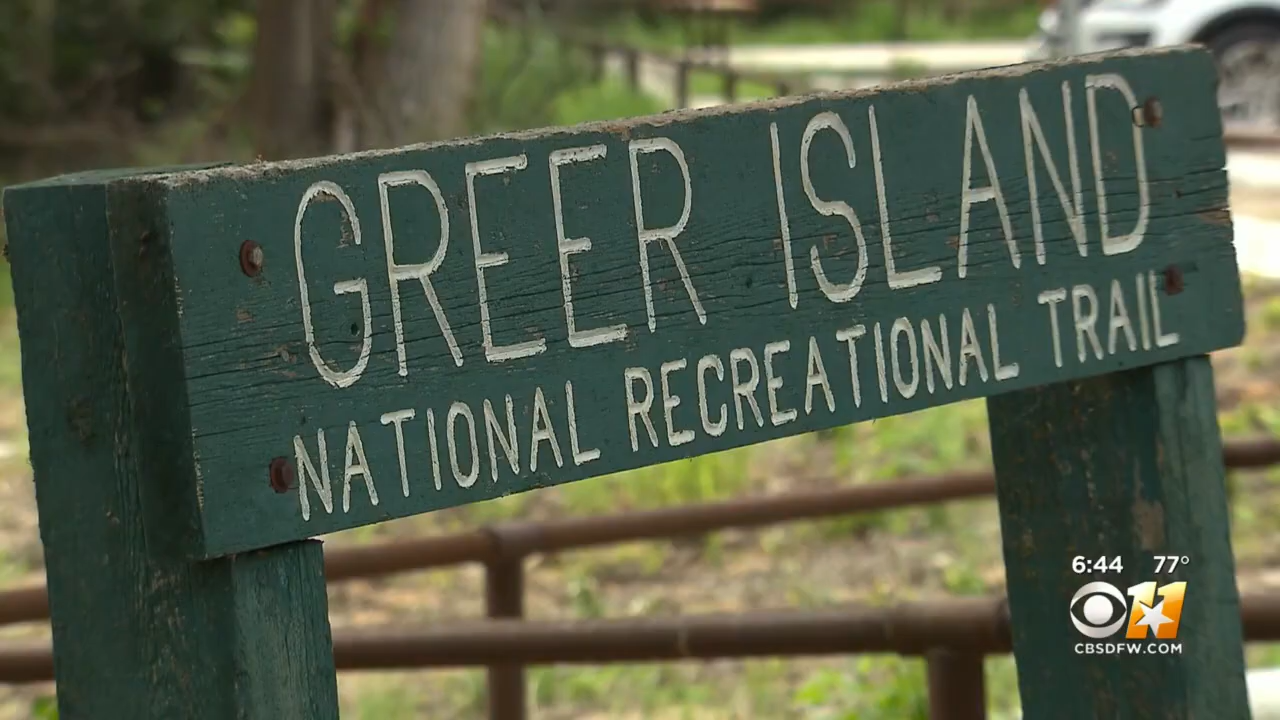 GREER ISLAND
NATIONAL RECREATIONAL TRAIL
6:44 77°
11
CBSDFW.COM